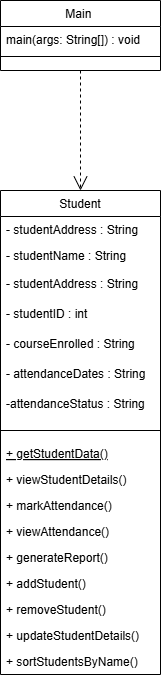 Main
main(args: String[]) : void
Student
- studentAddress : String
- studentName : String
- studentAddress : String
- studentID : int
- courseEnrolled : String
- attendanceDates : String
-attendanceStatus : String
+ getStudentData()
+ viewStudentDetails()
+ markAttendance()
+ viewAttendance()
+ generateReport()
+ addStudent()
+ removeStudent()
+ updateStudentDetails()
+ sortStudentsByName()